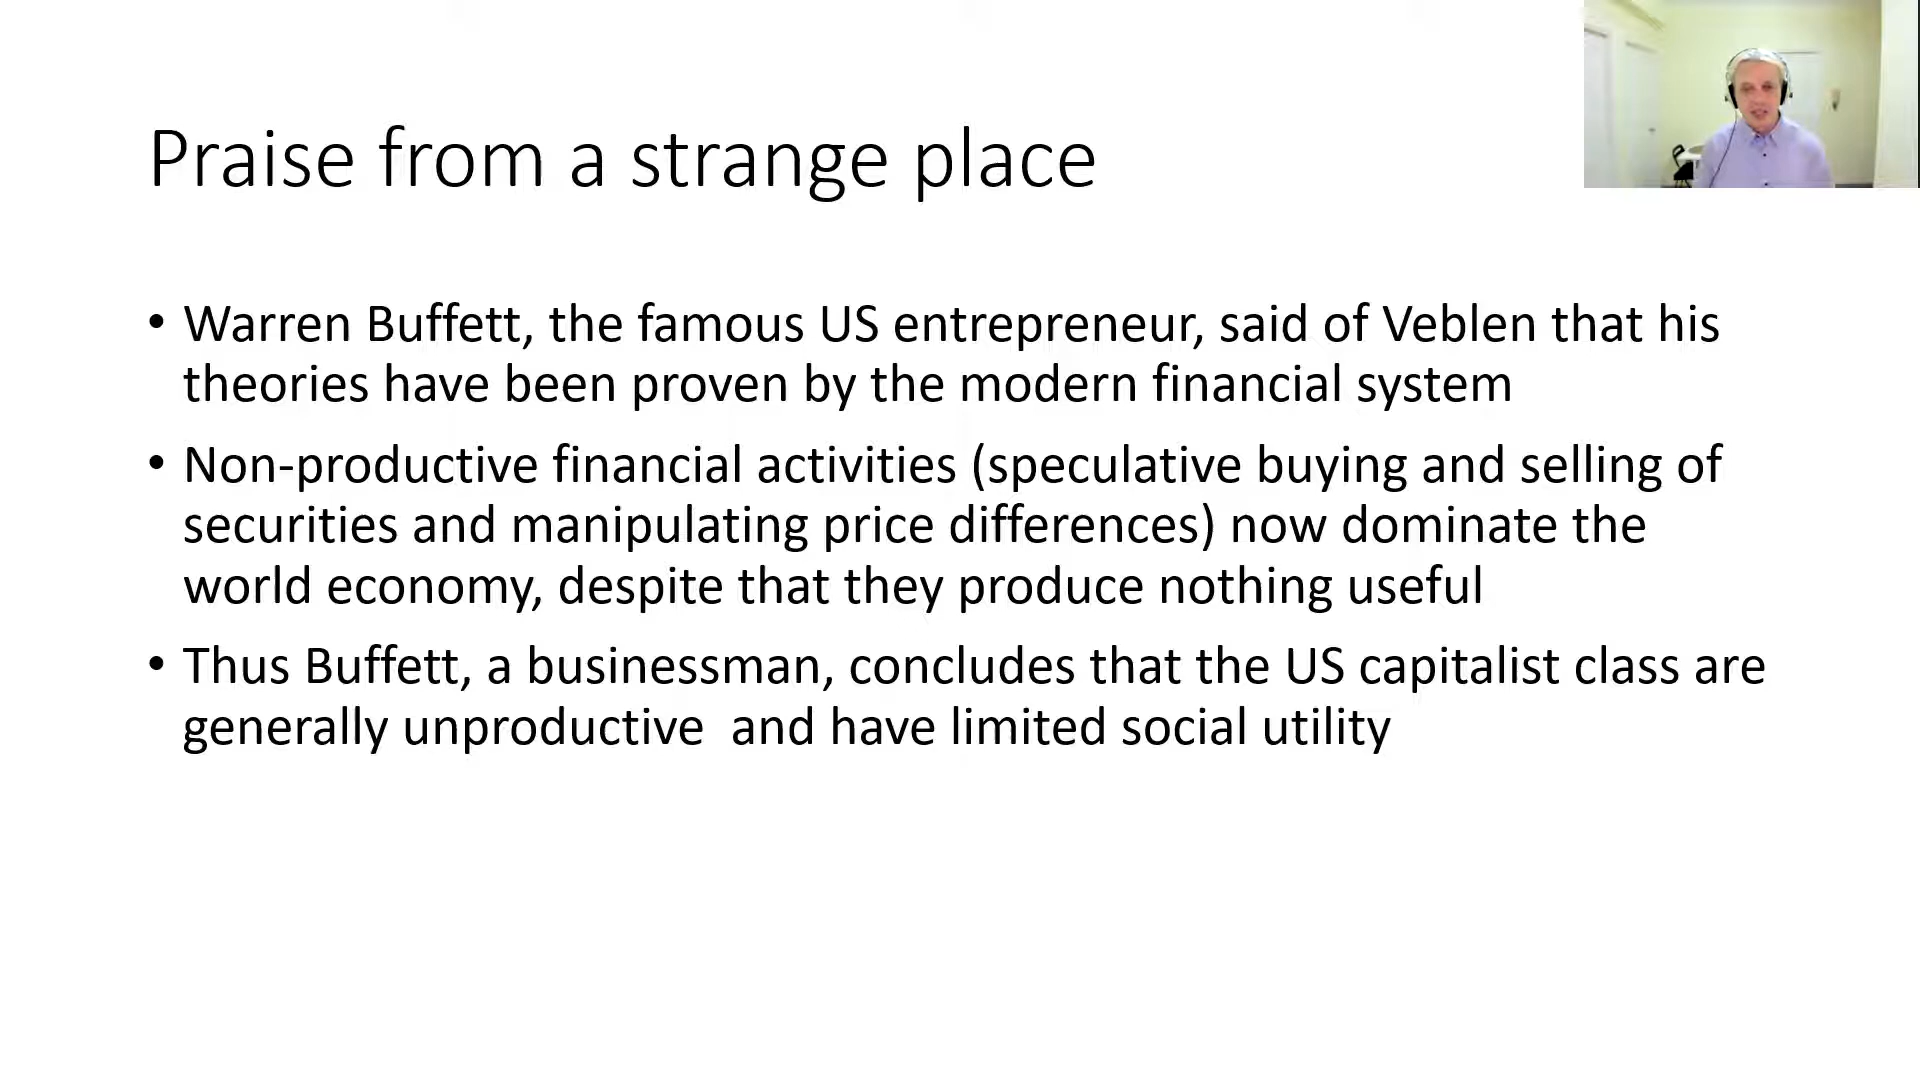 Praise from a strange place
• Warren Buffett, the famous US entrepreneur, said of Veblen that his
theories have been proven by the modern financial system
• Non-productive financial activities (speculative buying and selling of
securities and manipulating price differences) now dominate the
world economy, despite that they produce nothing useful
• Thus Buffett, a businessman, concludes that the US capitalist class are
generally unproductive  and have limited social utility